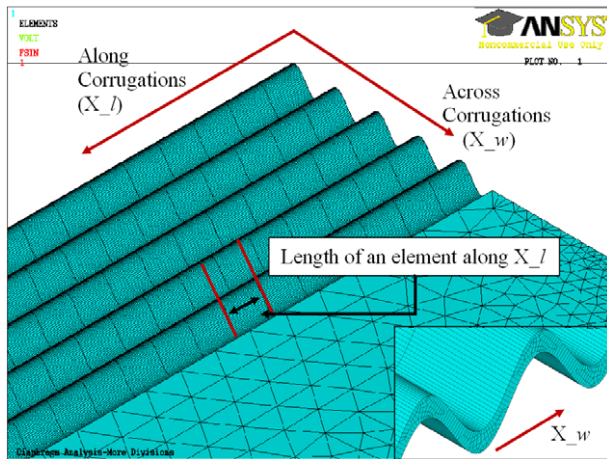 1
ELEMENTS
VOLT
FSIN
1
ANSYS
Noncommercial Use Only
PLOT NO. 1
Along
Corrugations
(X_l)
Across
Corrugations
(X_w)
Length of an element along X_l
X_w
Diaphragm Analysis-More Divisions